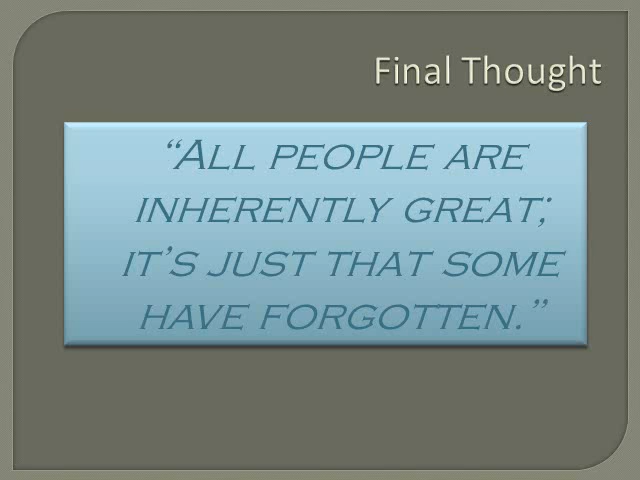 Final Thought
“All people are
inherently great;
it’s just that some
have forgotten.”